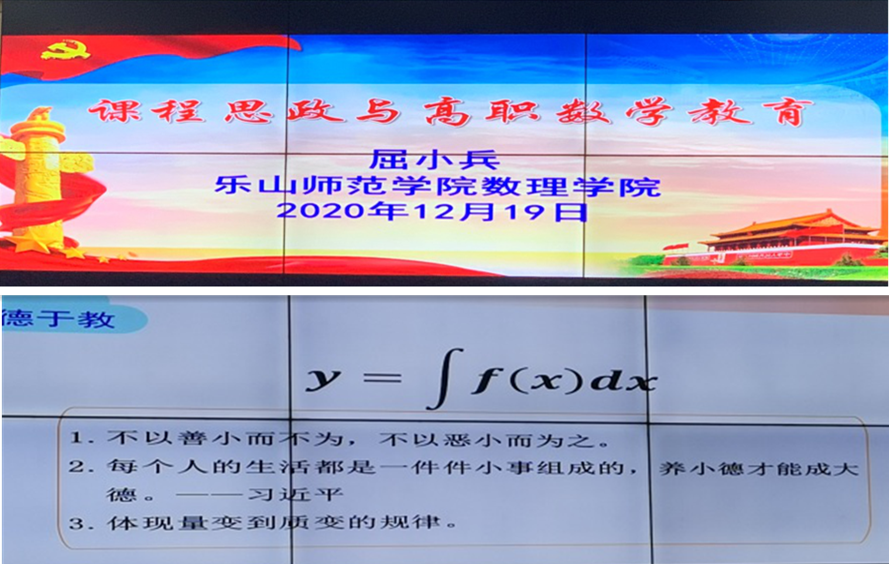 课程思政与高职数学教育
屈小兵
乐山师范学院数理学院
2020年12月19日
德于教
y = ∫ f(x)dx
1. 不以善小而不为，不以恶小而为之。
2. 每个人的生活都是一件件小事组成的，养小德才能成大
德。——习近平
3. 体现量变到质变的规律。